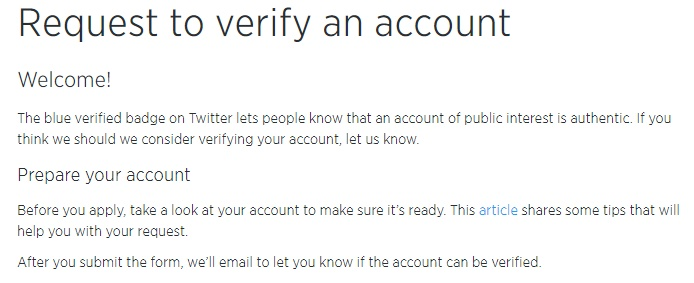 Request to verify an account
Welcome!
The blue verified badge on Twitter lets people know that an account of public interest is authentic. If you
think we should we consider verifying your account, let us know.
Prepare your account
Before you apply, take a look at your account to make sure it's ready. This article shares some tips that will
help you with your request.
After you submit the form, we'll email to let you know if the account can be verified.